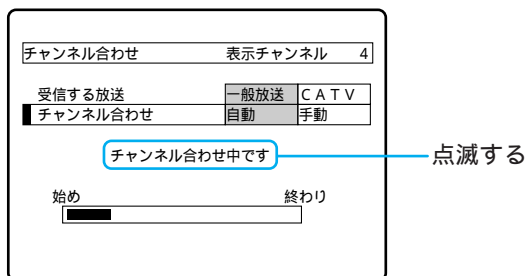 チャンネル合わせ 表示チャンネル 4
受信する放送 一般放送 CATV
チャンネル合わせ 自動 手動
チャンネル合わせ中です
点滅する
始め 終わり